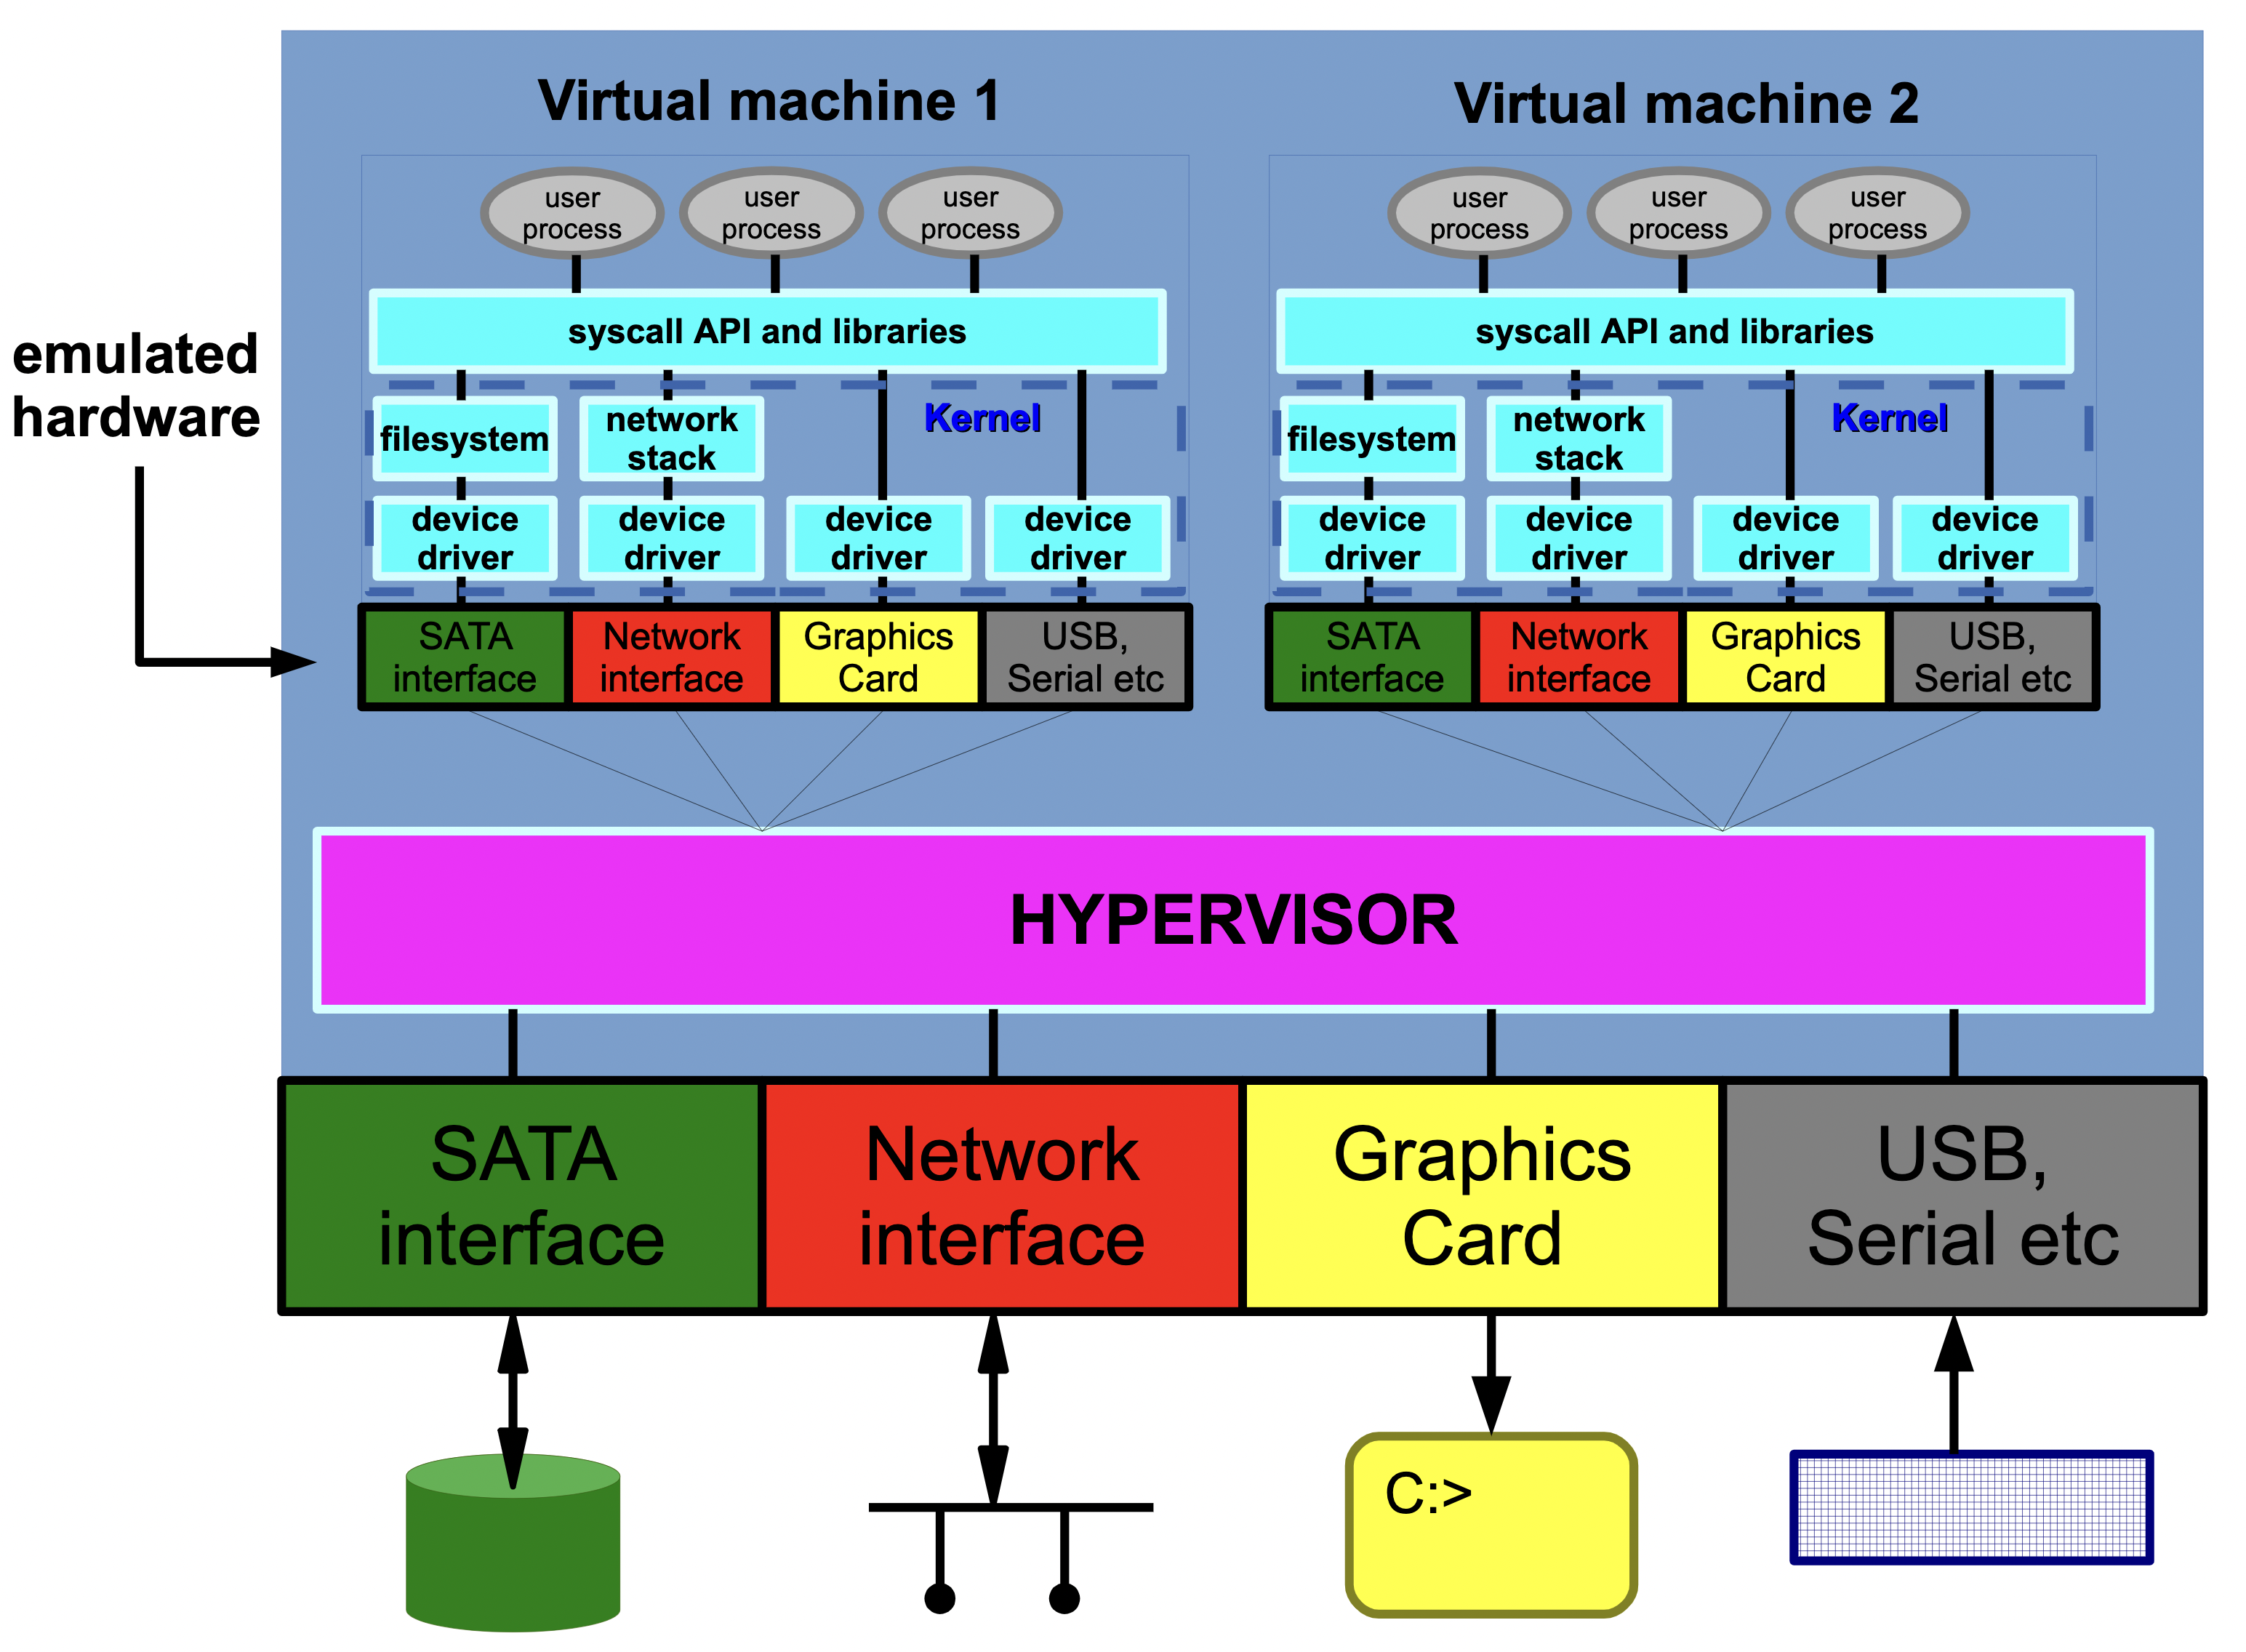 Virtual machine 1
Virtual machine 2
user
process
user
process
user
process
user
process
user
process
user
process
syscall API and libraries
syscall API and libraries
emulated
hardware
filesystem
network
stack
Kernel
filesystem
network
stack
Kernel
device
driver
device
driver
device
driver
device
driver
device
driver
device
driver
device
driver
device
driver
SATA
interface
Network
interface
Graphics
Card
USB,
Serial etc
SATA
interface
Network
interface
Graphics
Card
USB,
Serial etc
HYPERVISOR
SATA
interface
Network
interface
Graphics
Card
USB,
Serial etc
C:>